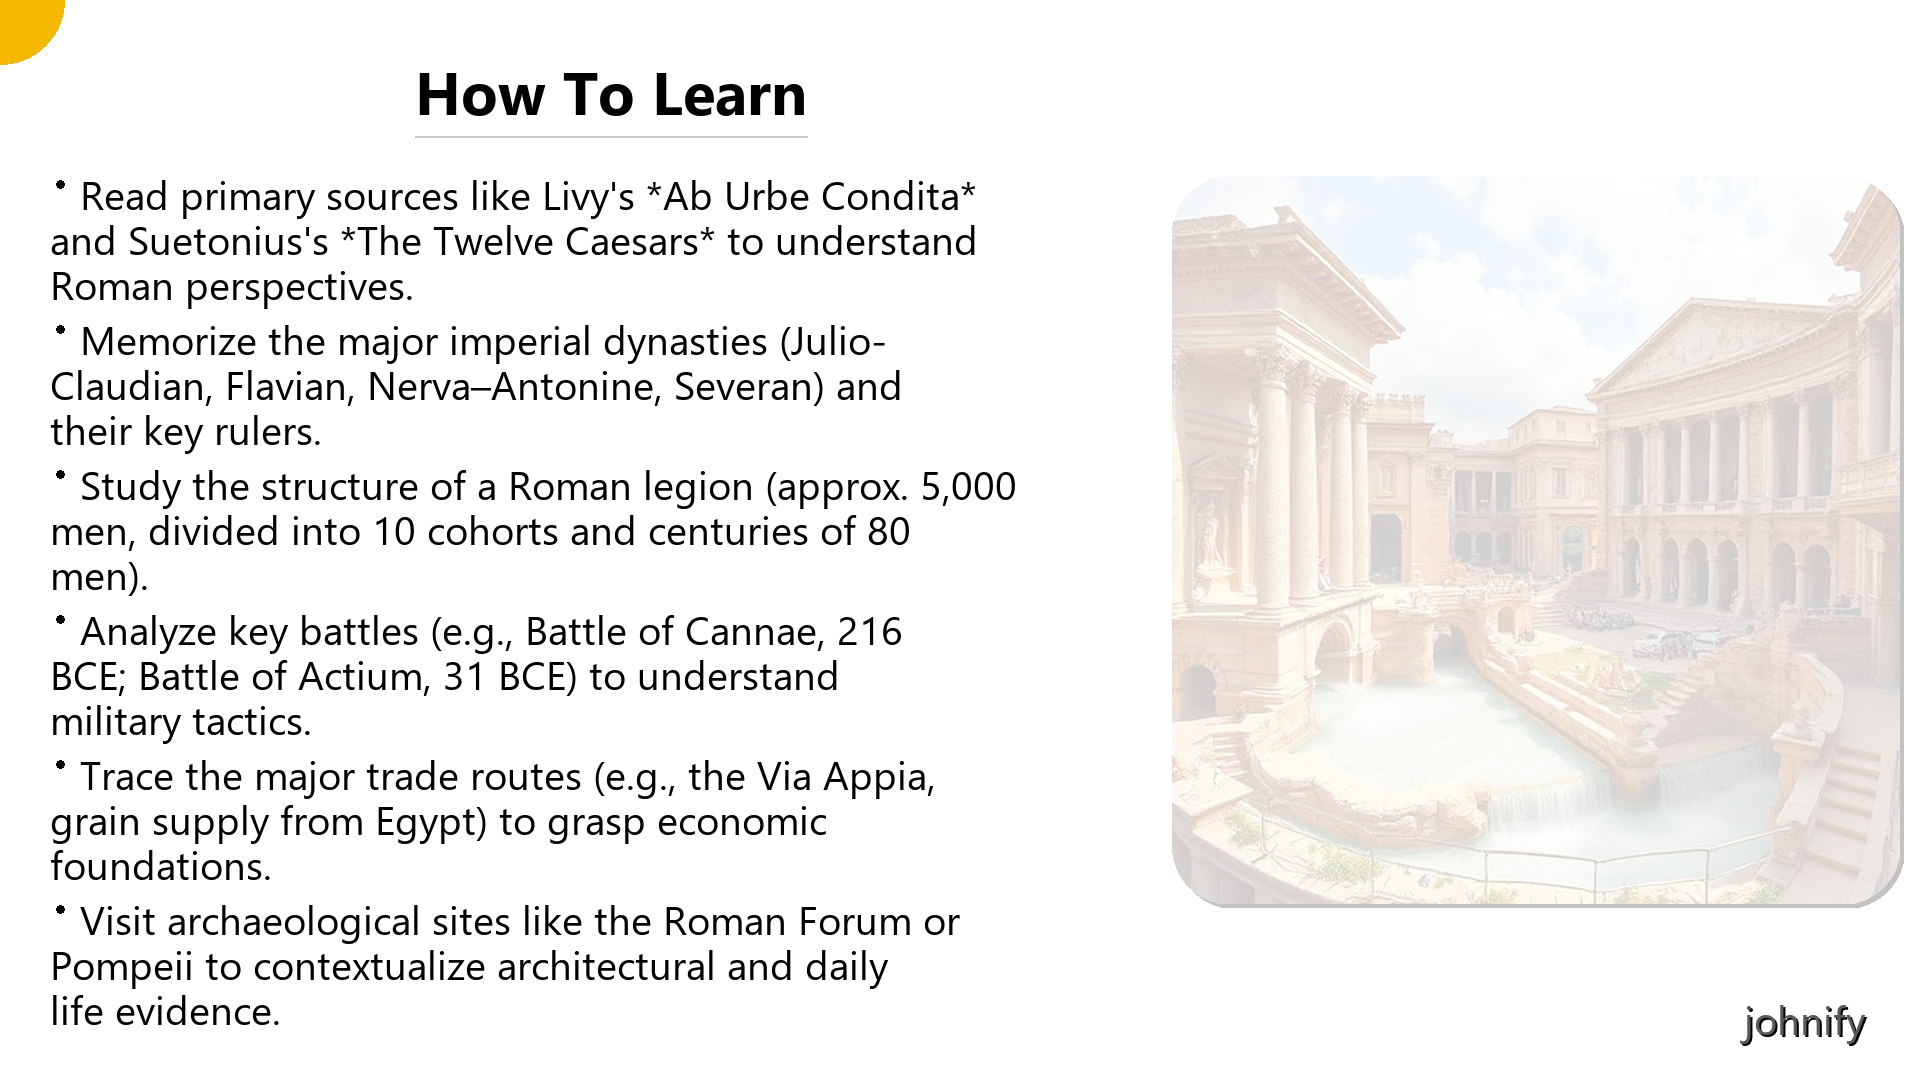 How To Learn
• Read primary sources like Livy's *Ab Urbe Condita*
and Suetonius's *The Twelve Caesars* to understand
Roman perspectives.
• Memorize the major imperial dynasties (Julio-
Claudian, Flavian, Nerva–Antonine, Severan) and
their key rulers.
• Study the structure of a Roman legion (approx. 5,000
men, divided into 10 cohorts and centuries of 80
men).
• Analyze key battles (e.g., Battle of Cannae, 216
BCE; Battle of Actium, 31 BCE) to understand
military tactics.
• Trace the major trade routes (e.g., the Via Appia,
grain supply from Egypt) to grasp economic
foundations.
• Visit archaeological sites like the Roman Forum or
Pompeii to contextualize architectural and daily
life evidence.
johnify